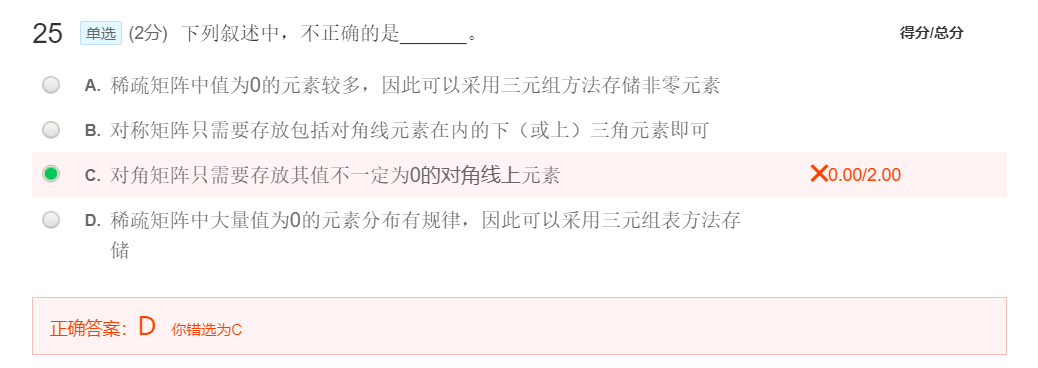 25 单选 (2分) 下列叙述中，不正确的是______。 得分/总分
A. 稀疏矩阵中值为0的元素较多，因此可以采用三元组方法存储非零元素
B. 对称矩阵只需要存放包括对角线元素在内的下（或上）三角元素即可
C. 对角矩阵只需要存放其值不一定为0的对角线上元素 ×0.00/2.00
D. 稀疏矩阵中大量值为0的元素分布有规律，因此可以采用三元组表方法存
储
正确答案：D 你错选为C